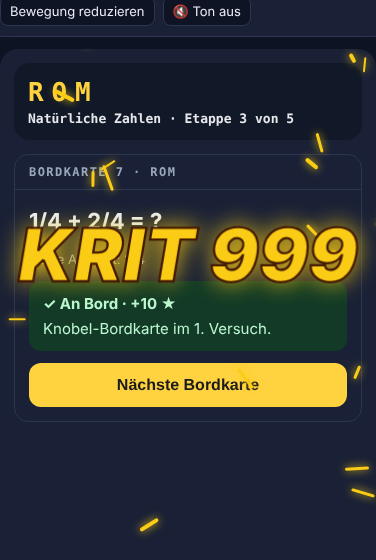 Bewegung reduzieren
🔇 Ton aus
ROM
Natürliche Zahlen · Etappe 3 von 5
BORDKARTE 7 · ROM
1/4 + 2/4 = ?
KRIT 999
✓ An Bord · +10 ★
Knobel-Bordkarte im 1. Versuch.
Nächste Bordkarte